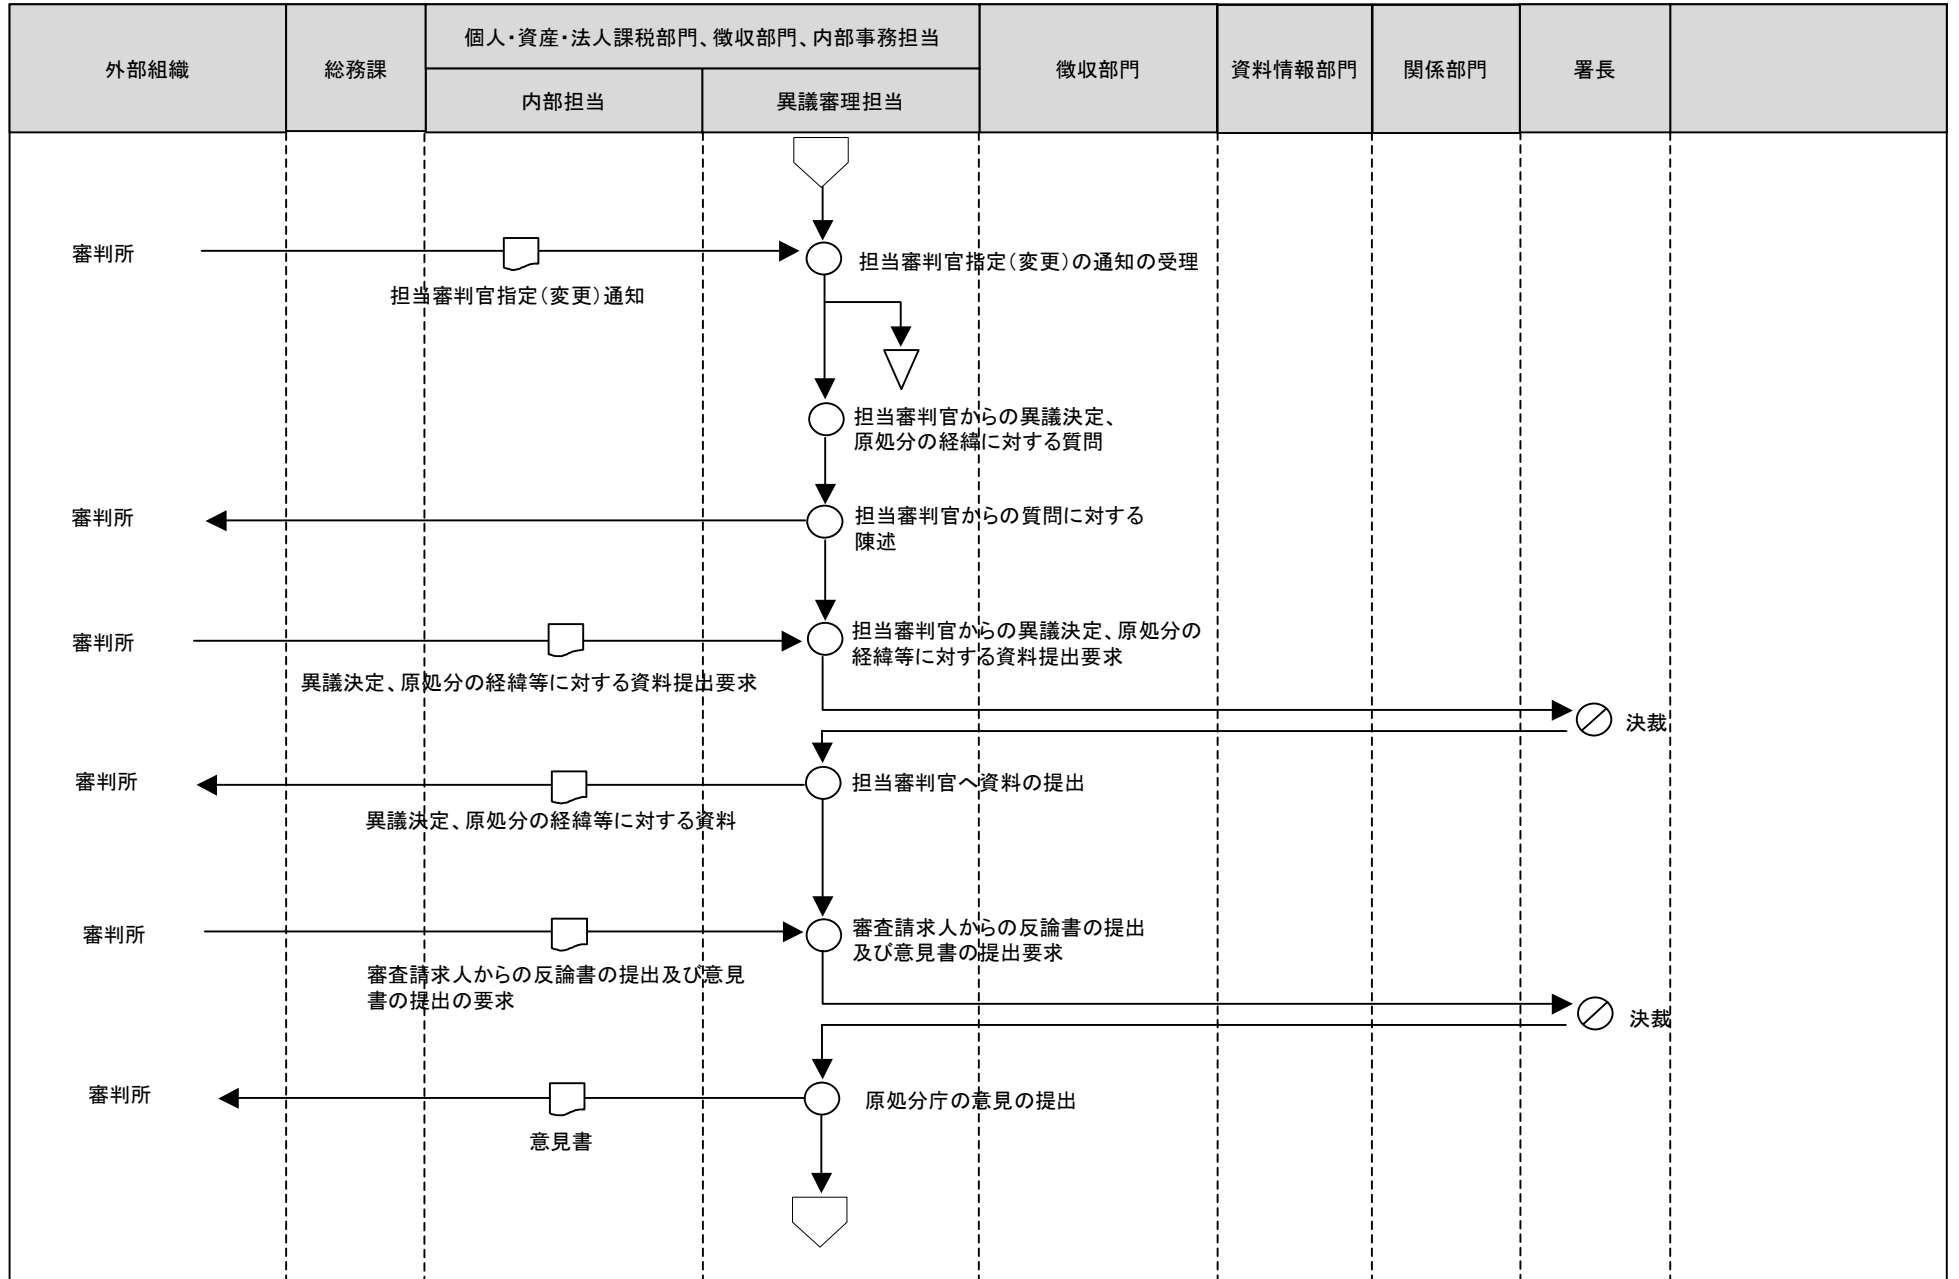 外部組織
総務課
個人・資産・法人課税部門、徴収部門、内部事務担当
内部担当
異議審理担当
徴収部門
資料情報部門
関係部門
署長
審判所
担当審判官指定(変更)通知
担当審判官指定(変更)の通知の受理
担当審判官からの異議決定、
原処分の経緯に対する質問
審判所
担当審判官からの質問に対する
陳述
審判所
異議決定、原処分の経緯等に対する資料提出要求
担当審判官からの異議決定、原処分の
経緯等に対する資料提出要求
決裁
審判所
異議決定、原処分の経緯等に対する資料
担当審判官へ資料の提出
審判所
審査請求人からの反論書の提出及び意見
書の提出の要求
審査請求人からの反論書の提出
及び意見書の提出要求
決裁
審判所
意見書
原処分庁の意見の提出